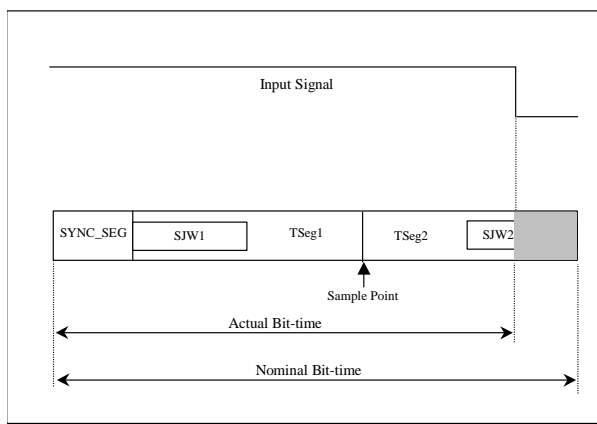 Input Signal
SYNC_SEG SJW1 TSeg1 TSeg2 SJW2
Sample Point
Actual Bit-time
Nominal Bit-time